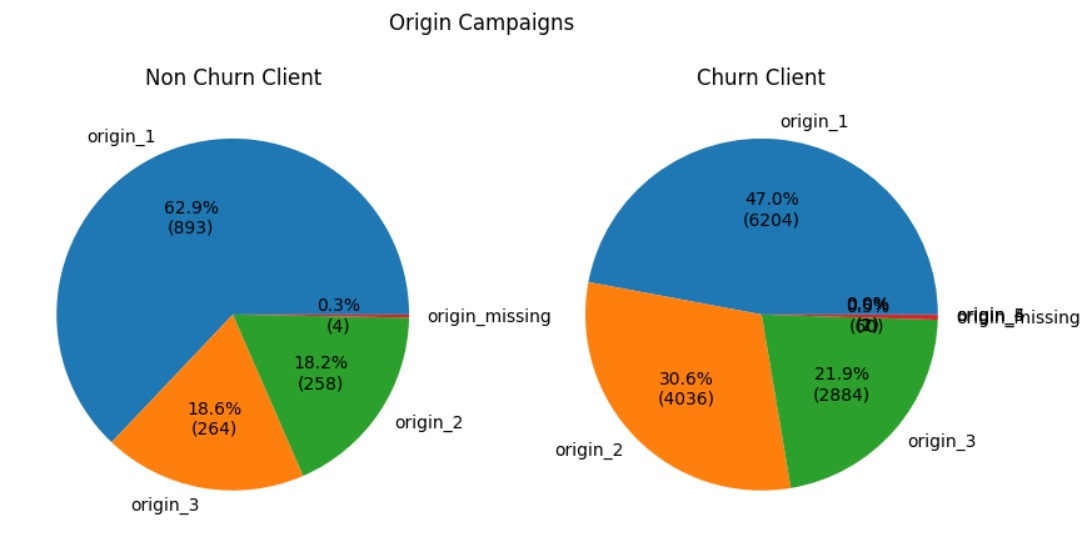 Origin Campaigns
Non Churn Client
Churn Client
origin_1
62.9%
(893)
0.3%
(4)
origin_missing
18.2%
(258)
18.6%
(264)
origin_2
origin_3
origin_1
47.0%
(6204)
origin_missing
30.6%
(4036)
21.9%
(2884)
origin_2
origin_3